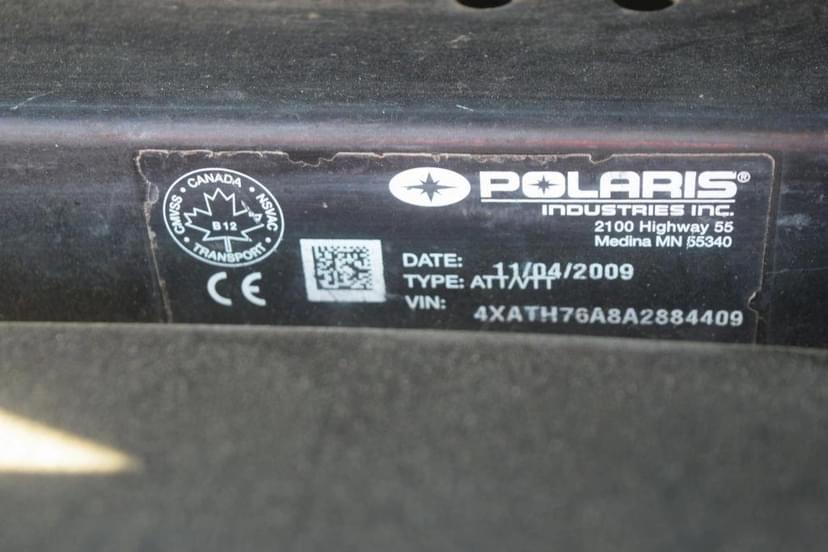 CANADA
CMVSS • NSVAC
B12
TRANSPORT
CE
POLARIS®
INDUSTRIES INC.
2100 Highway 55
Medina MN 55340
DATE: 11/04/2009
TYPE: ATT/VTT
VIN: 4XATH76A8A2884409